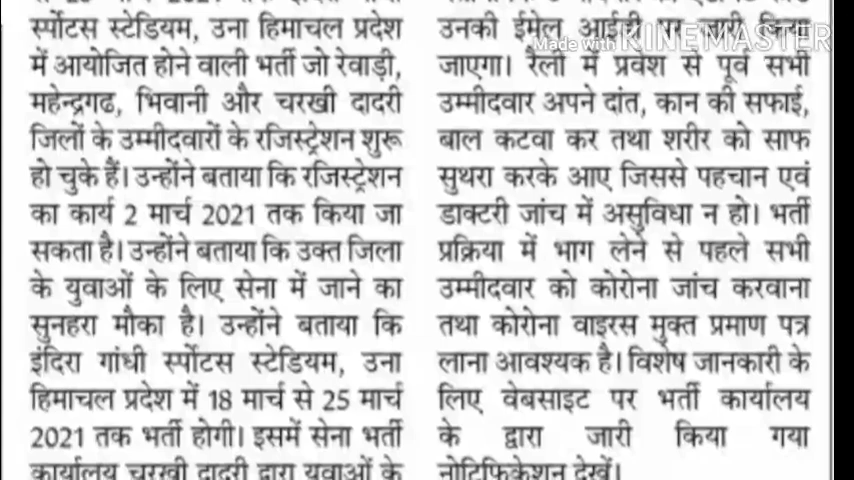 स्र्पोटस स्टेडियम, उना हिमाचल प्रदेश
में आयोजित होने वाली भर्ती जो रेवाड़ी,
महेन्द्रगढ, भिवानी और चरखी दादरी
जिलों के उम्मीदवारों के रजिस्ट्रेशन शुरू
हो चुके हैं। उन्होंने बताया कि रजिस्ट्रेशन
का कार्य 2 मार्च 2021 तक किया जा
सकता है। उन्होंने बताया कि उक्त जिला
के युवाओं के लिए सेना में जाने का
सुनहरा मौका है। उन्होंने बताया कि
इंदिरा गांधी स्र्पोटस स्टेडियम, उना
हिमाचल प्रदेश में 18 मार्च से 25 मार्च
2021 तक भर्ती होगी। इसमें सेना भर्ती
कार्यालय चरखी दादरी द्वारा युवाओं के
उनकी ईमेल आईडी पर जारी किया
जाएगा। रैली में प्रवेश से पूर्व सभी
उम्मीदवार अपने दांत, कान की सफाई,
बाल कटवा कर तथा शरीर को साफ
सुथरा करके आए जिससे पहचान एवं
डाक्टरी जांच में असुविधा न हो। भर्ती
प्रक्रिया में भाग लेने से पहले सभी
उम्मीदवार को कोरोना जांच करवाना
तथा कोरोना वाइरस मुक्त प्रमाण पत्र
लाना आवश्यक है। विशेष जानकारी के
लिए वेबसाइट पर भर्ती कार्यालय
के द्वारा जारी किया गया
नोटिफिकेशन देखें।
Made with KINEMASTER